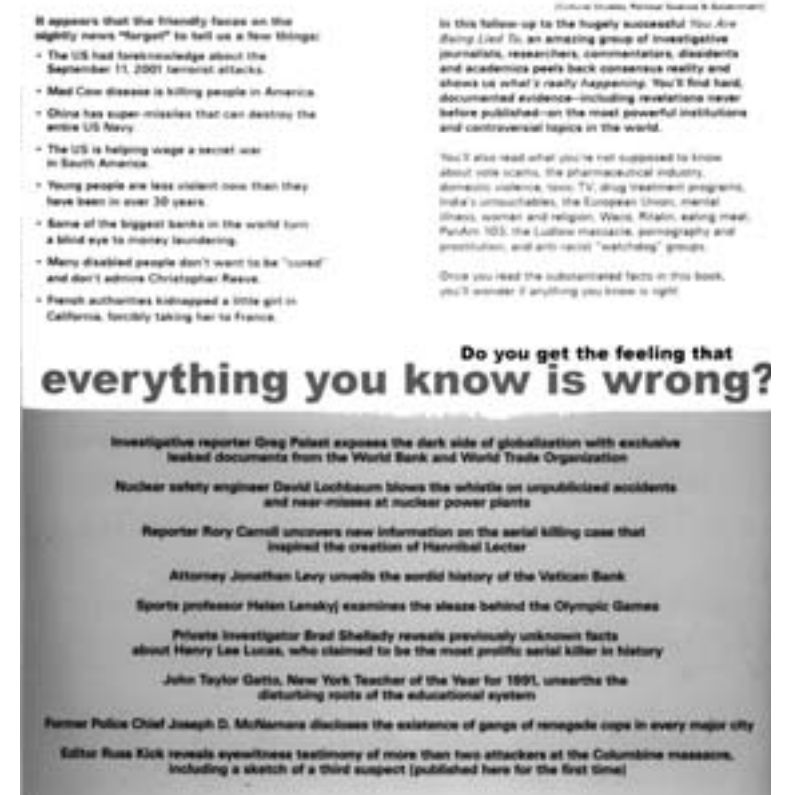 It appears that the friendly faces on the
nightly news "forgot" to tell us a few things:
• The US had foreknowledge about the
September 11, 2001 terrorist attacks.
• Mad Cow disease is killing people in America.
• China has super-missiles that can destroy the
entire US Navy.
• The US is helping wage a secret war
in South America.
• Young people are less violent now than they
have been in over 30 years.
• Some of the biggest banks in the world turn
a blind eye to money laundering.
• Many disabled people don't want to be "cured"
and don't admire Christopher Reeve.
• French authorities kidnapped a little girl in
California, forcibly taking her to France.
(Cultural Studies, Political Science & Government)
In this follow-up to the hugely successful You Are
Being Lied To, an amazing group of investigative
journalists, researchers, commentators, dissidents
and academics peels back consensus reality and
shows us what's really happening. You'll find hard,
documented evidence—including revelations never
before published—on the most powerful institutions
and controversial topics in the world.
You'll also read what you're not supposed to know
about vote scams, the pharmaceutical industry,
domestic violence, toxic TV, drug treatment programs,
India's untouchables, the European Union, mental
illness, women and religion, Waco, Ritalin, eating meat,
PanAm 103, the Ludlow massacre, pornography and
prostitution, and anti-racist "watchdog" groups.
Once you read the substantiated facts in this book,
you'll wonder if anything you know is right!
Do you get the feeling that
everything you know is wrong?
Investigative reporter Greg Palast exposes the dark side of globalization with exclusive
leaked documents from the World Bank and World Trade Organization
Nuclear safety engineer David Lochbaum blows the whistle on unpublicized accidents
and near-misses at nuclear power plants
Reporter Rory Carroll uncovers new information on the serial killing case that
inspired the creation of Hannibal Lecter
Attorney Jonathan Levy unveils the sordid history of the Vatican Bank
Sports professor Helen Lenskyj examines the sleaze behind the Olympic Games
Private investigator Brad Shellady reveals previously unknown facts
about Henry Lee Lucas, who claimed to be the most prolific serial killer in history
John Taylor Gatto, New York Teacher of the Year for 1991, unearths the
disturbing roots of the educational system
Former Police Chief Joseph D. McNamara discloses the existence of gangs of renegade cops in every major city
Editor Russ Kick reveals eyewitness testimony of more than two attackers at the Columbine massacre,
including a sketch of a third suspect (published here for the first time)